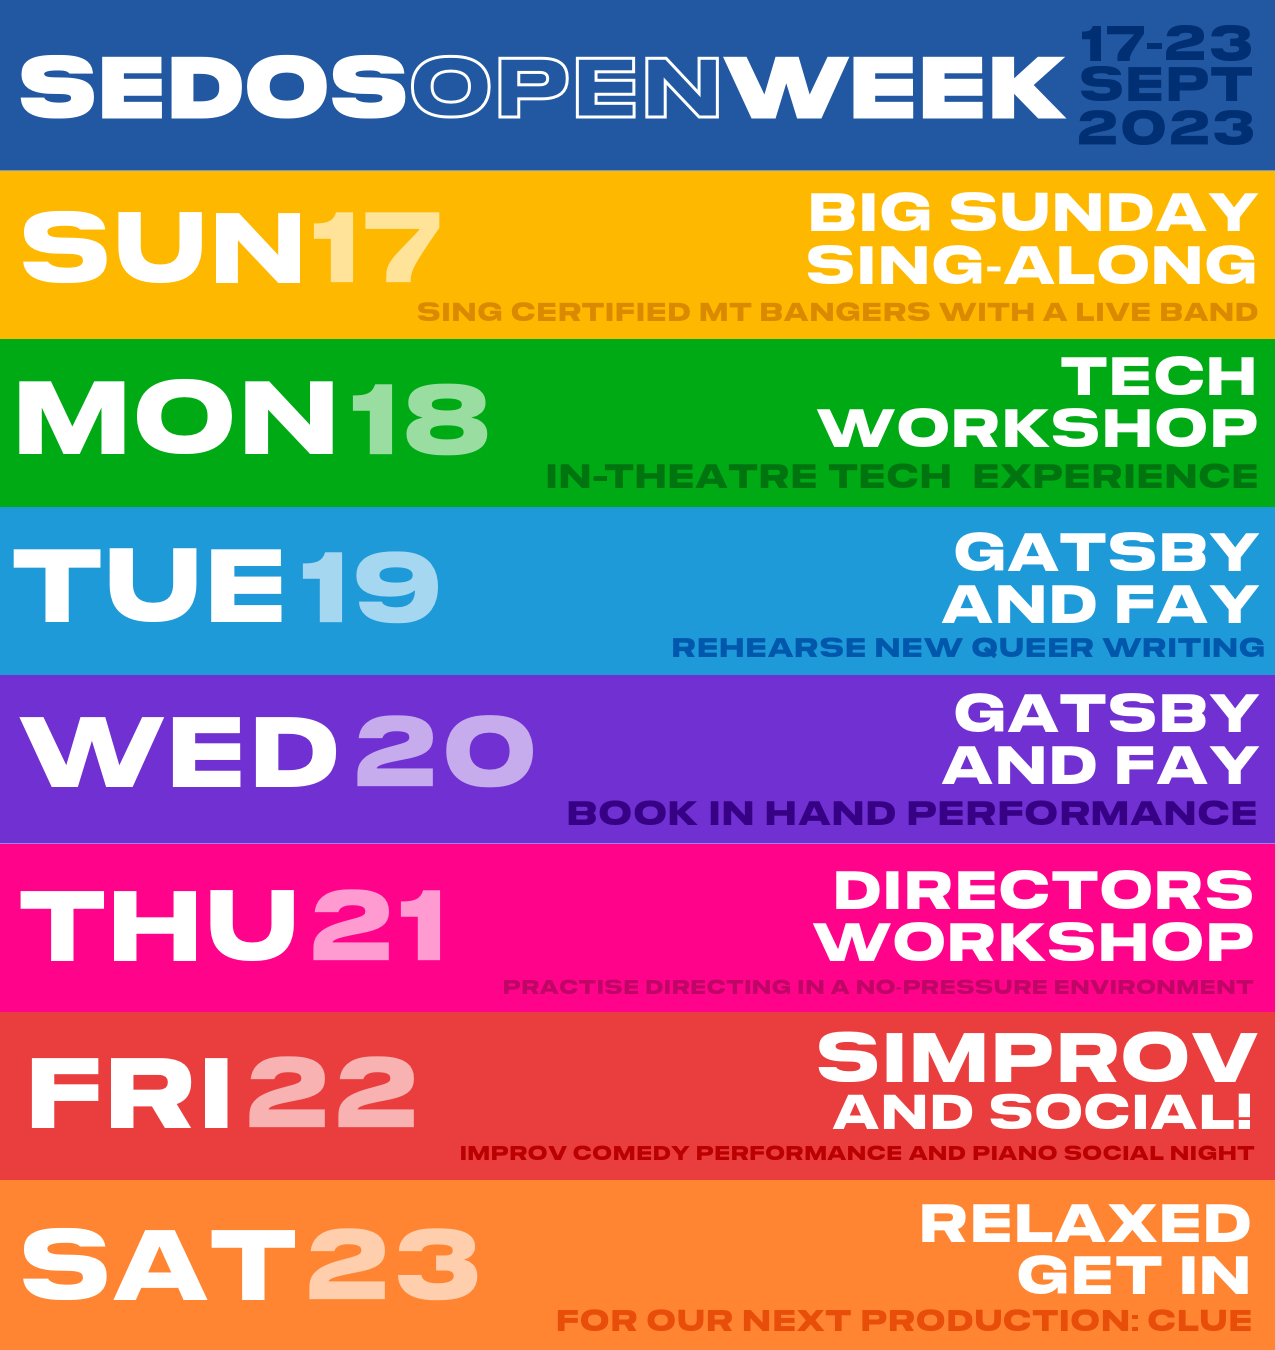 SEDOSOPENWEEK
17-23
SEPT
2023
SUN17
BIG SUNDAY
SING-ALONG
SING CERTIFIED MT BANGERS WITH A LIVE BAND
MON18
TECH
WORKSHOP
IN-THEATRE TECH EXPERIENCE
TUE19
GATSBY
AND FAY
REHEARSE NEW QUEER WRITING
WED20
GATSBY
AND FAY
BOOK IN HAND PERFORMANCE
THU21
DIRECTORS
WORKSHOP
PRACTISE DIRECTING IN A NO-PRESSURE ENVIRONMENT
FRI22
SIMPROV
AND SOCIAL!
IMPROV COMEDY PERFORMANCE AND PIANO SOCIAL NIGHT
SAT23
RELAXED
GET IN
FOR OUR NEXT PRODUCTION: CLUE